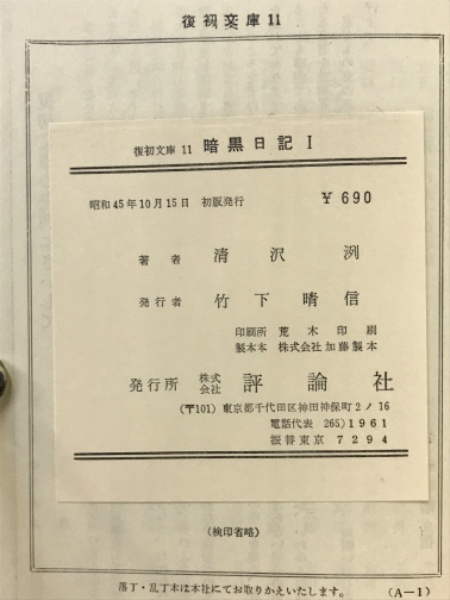 復初文庫 11
復初文庫 11 暗黒日記 I
昭和45年10月15日 初版発行 ￥690
著者 清沢 洌
発行者 竹下晴信
印刷所 荒木印刷
製本本 株式会社加藤製本
発行所 株式会社 評論社
(〒101) 東京都千代田区神田神保町2ノ16
電話代表 265)1961
振替東京 7294
(検印省略)
落丁・乱丁本は本社にてお取りかえいたします。 (A-1)